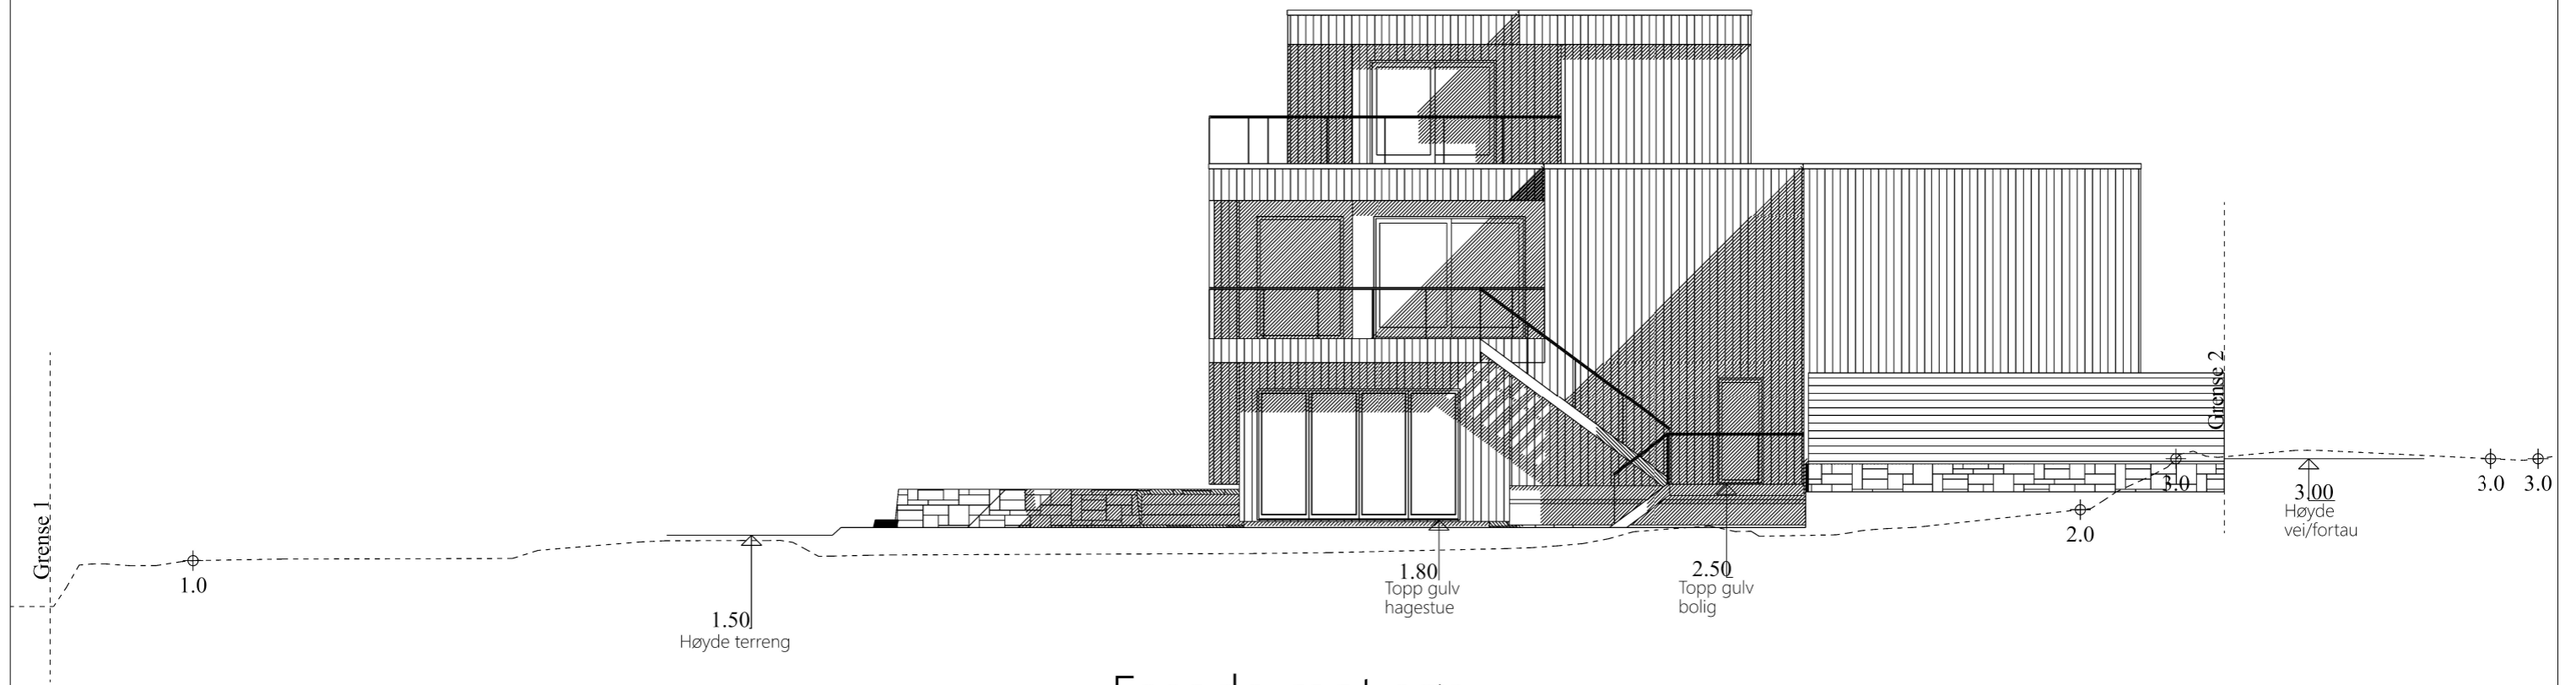 Grense 1
Grense 2
1.0
1.50
Høyde terreng
1.80
Topp gulv
hagestue
2.50
Topp gulv
bolig
2.0
3.0
3.00
Høyde
vei/fortau
3.0
3.0